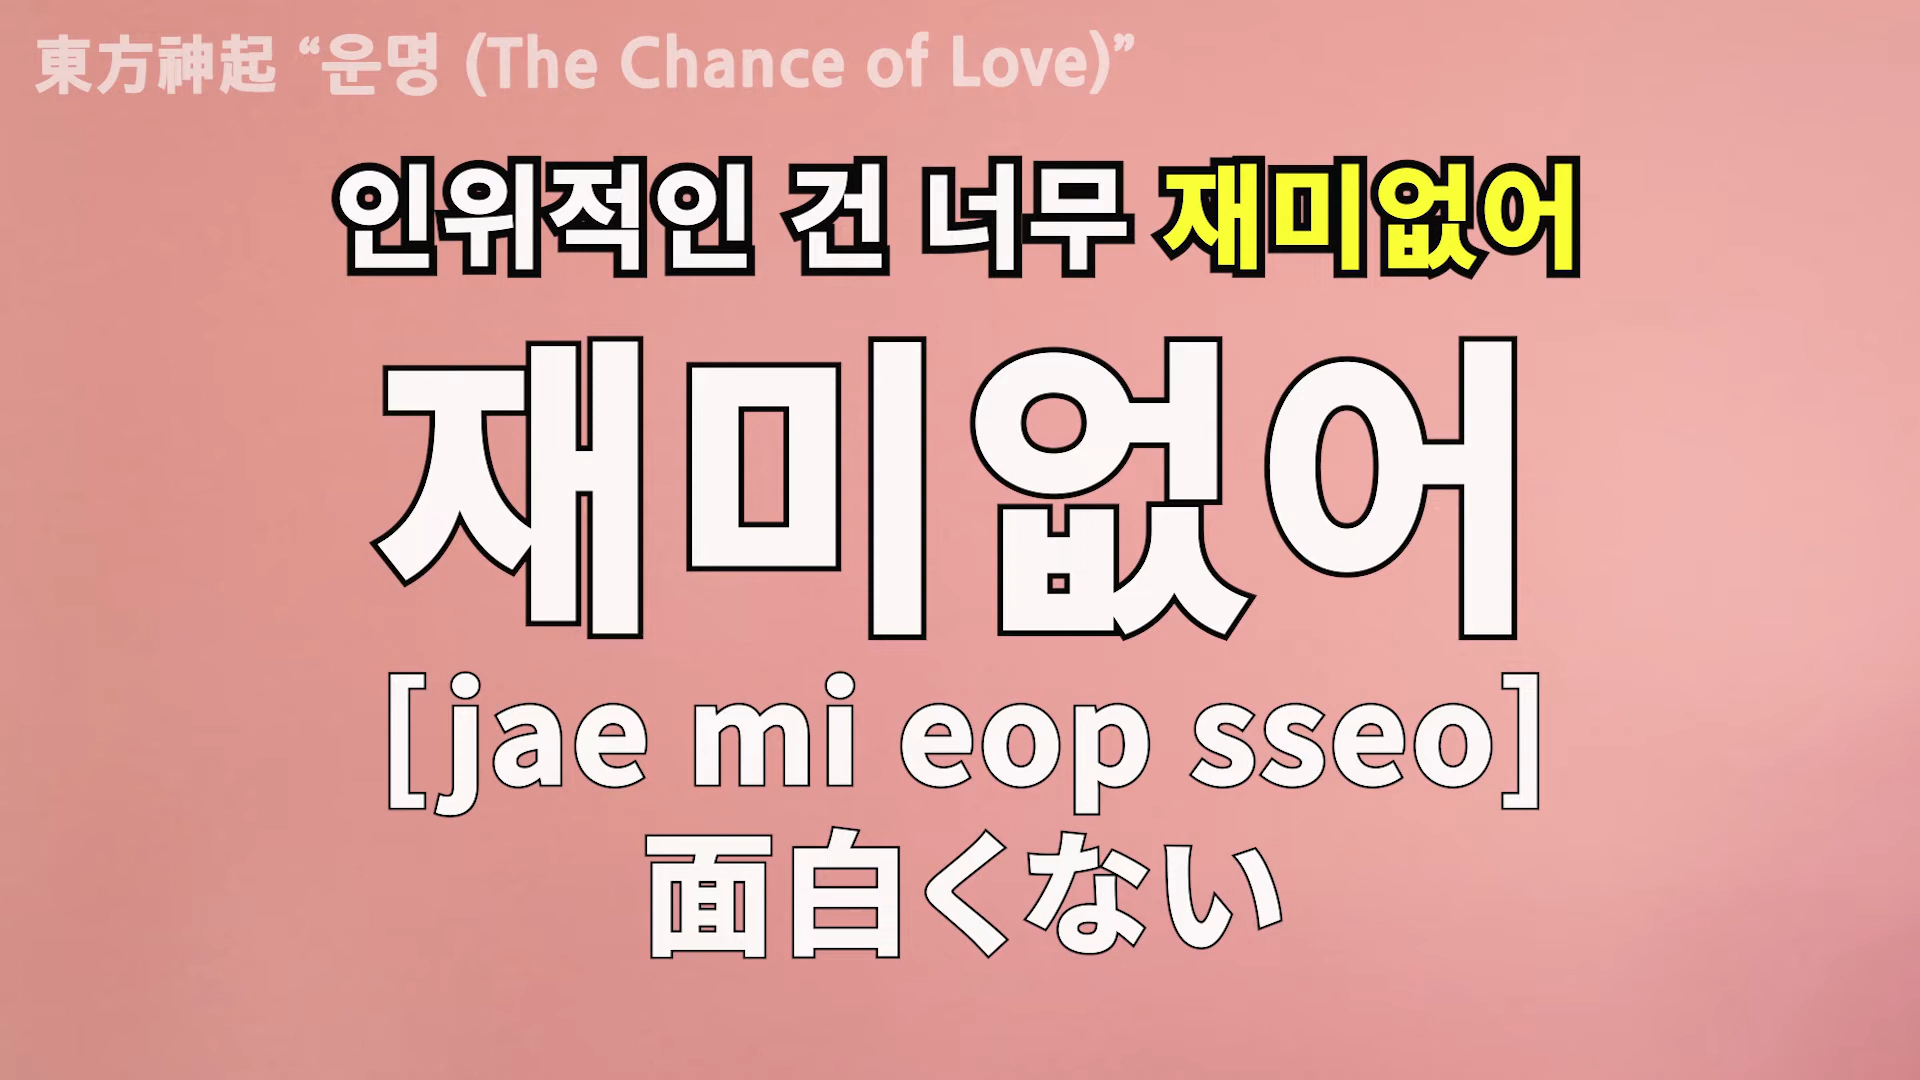 東方神起 “운명 (The Chance of Love)”
인위적인 건 너무 재미없어
재미없어
[jae mi eop sseo]
面白くない